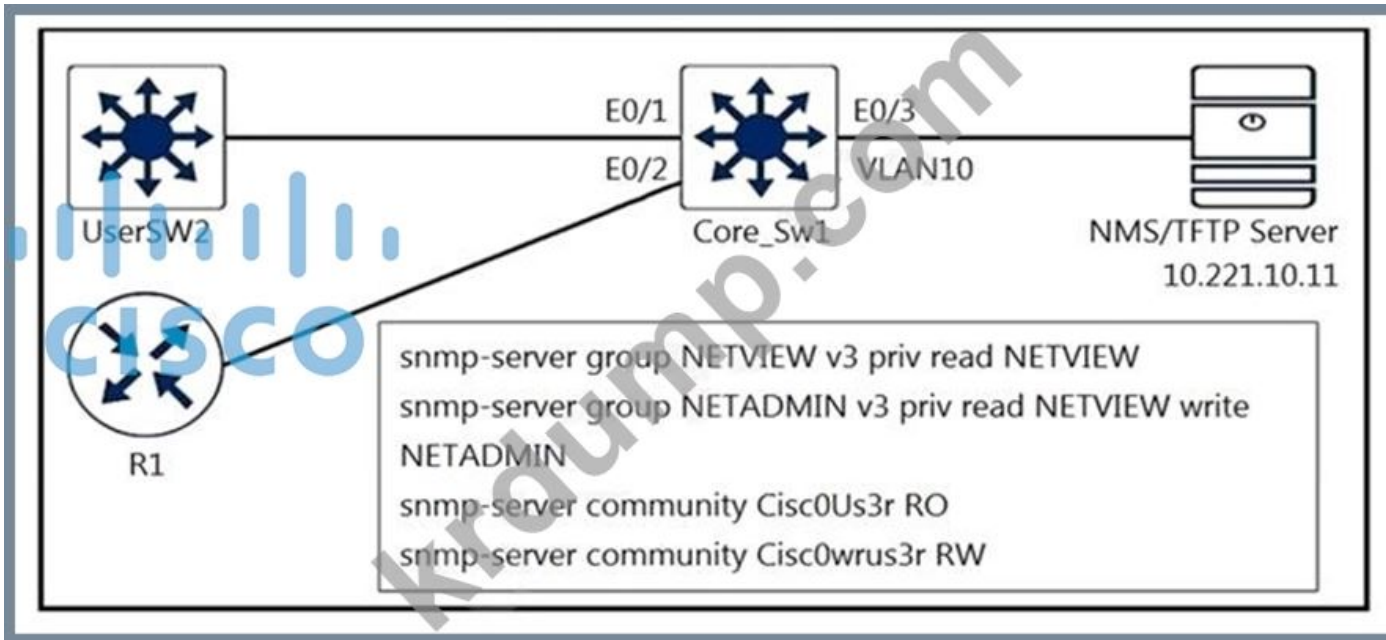 E0/1
E0/3
E0/2
VLAN10
UserSW2
Core_Sw1
NMS/TFTP Server
10.221.10.11
CISCO
R1
snmp-server group NETVIEW v3 priv read NETVIEW
snmp-server group NETADMIN v3 priv read NETVIEW write
NETADMIN
snmp-server community Cisc0Us3r RO
snmp-server community Cisc0wrus3r RW
krdump.com